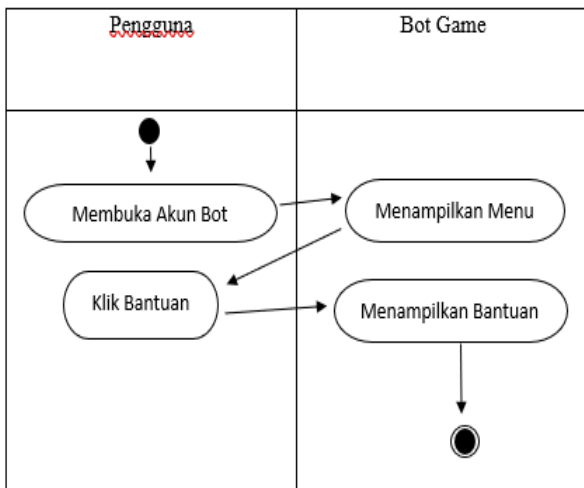 Pengguna
Bot Game
Membuka Akun Bot
Menampilkan Menu
Klik Bantuan
Menampilkan Bantuan